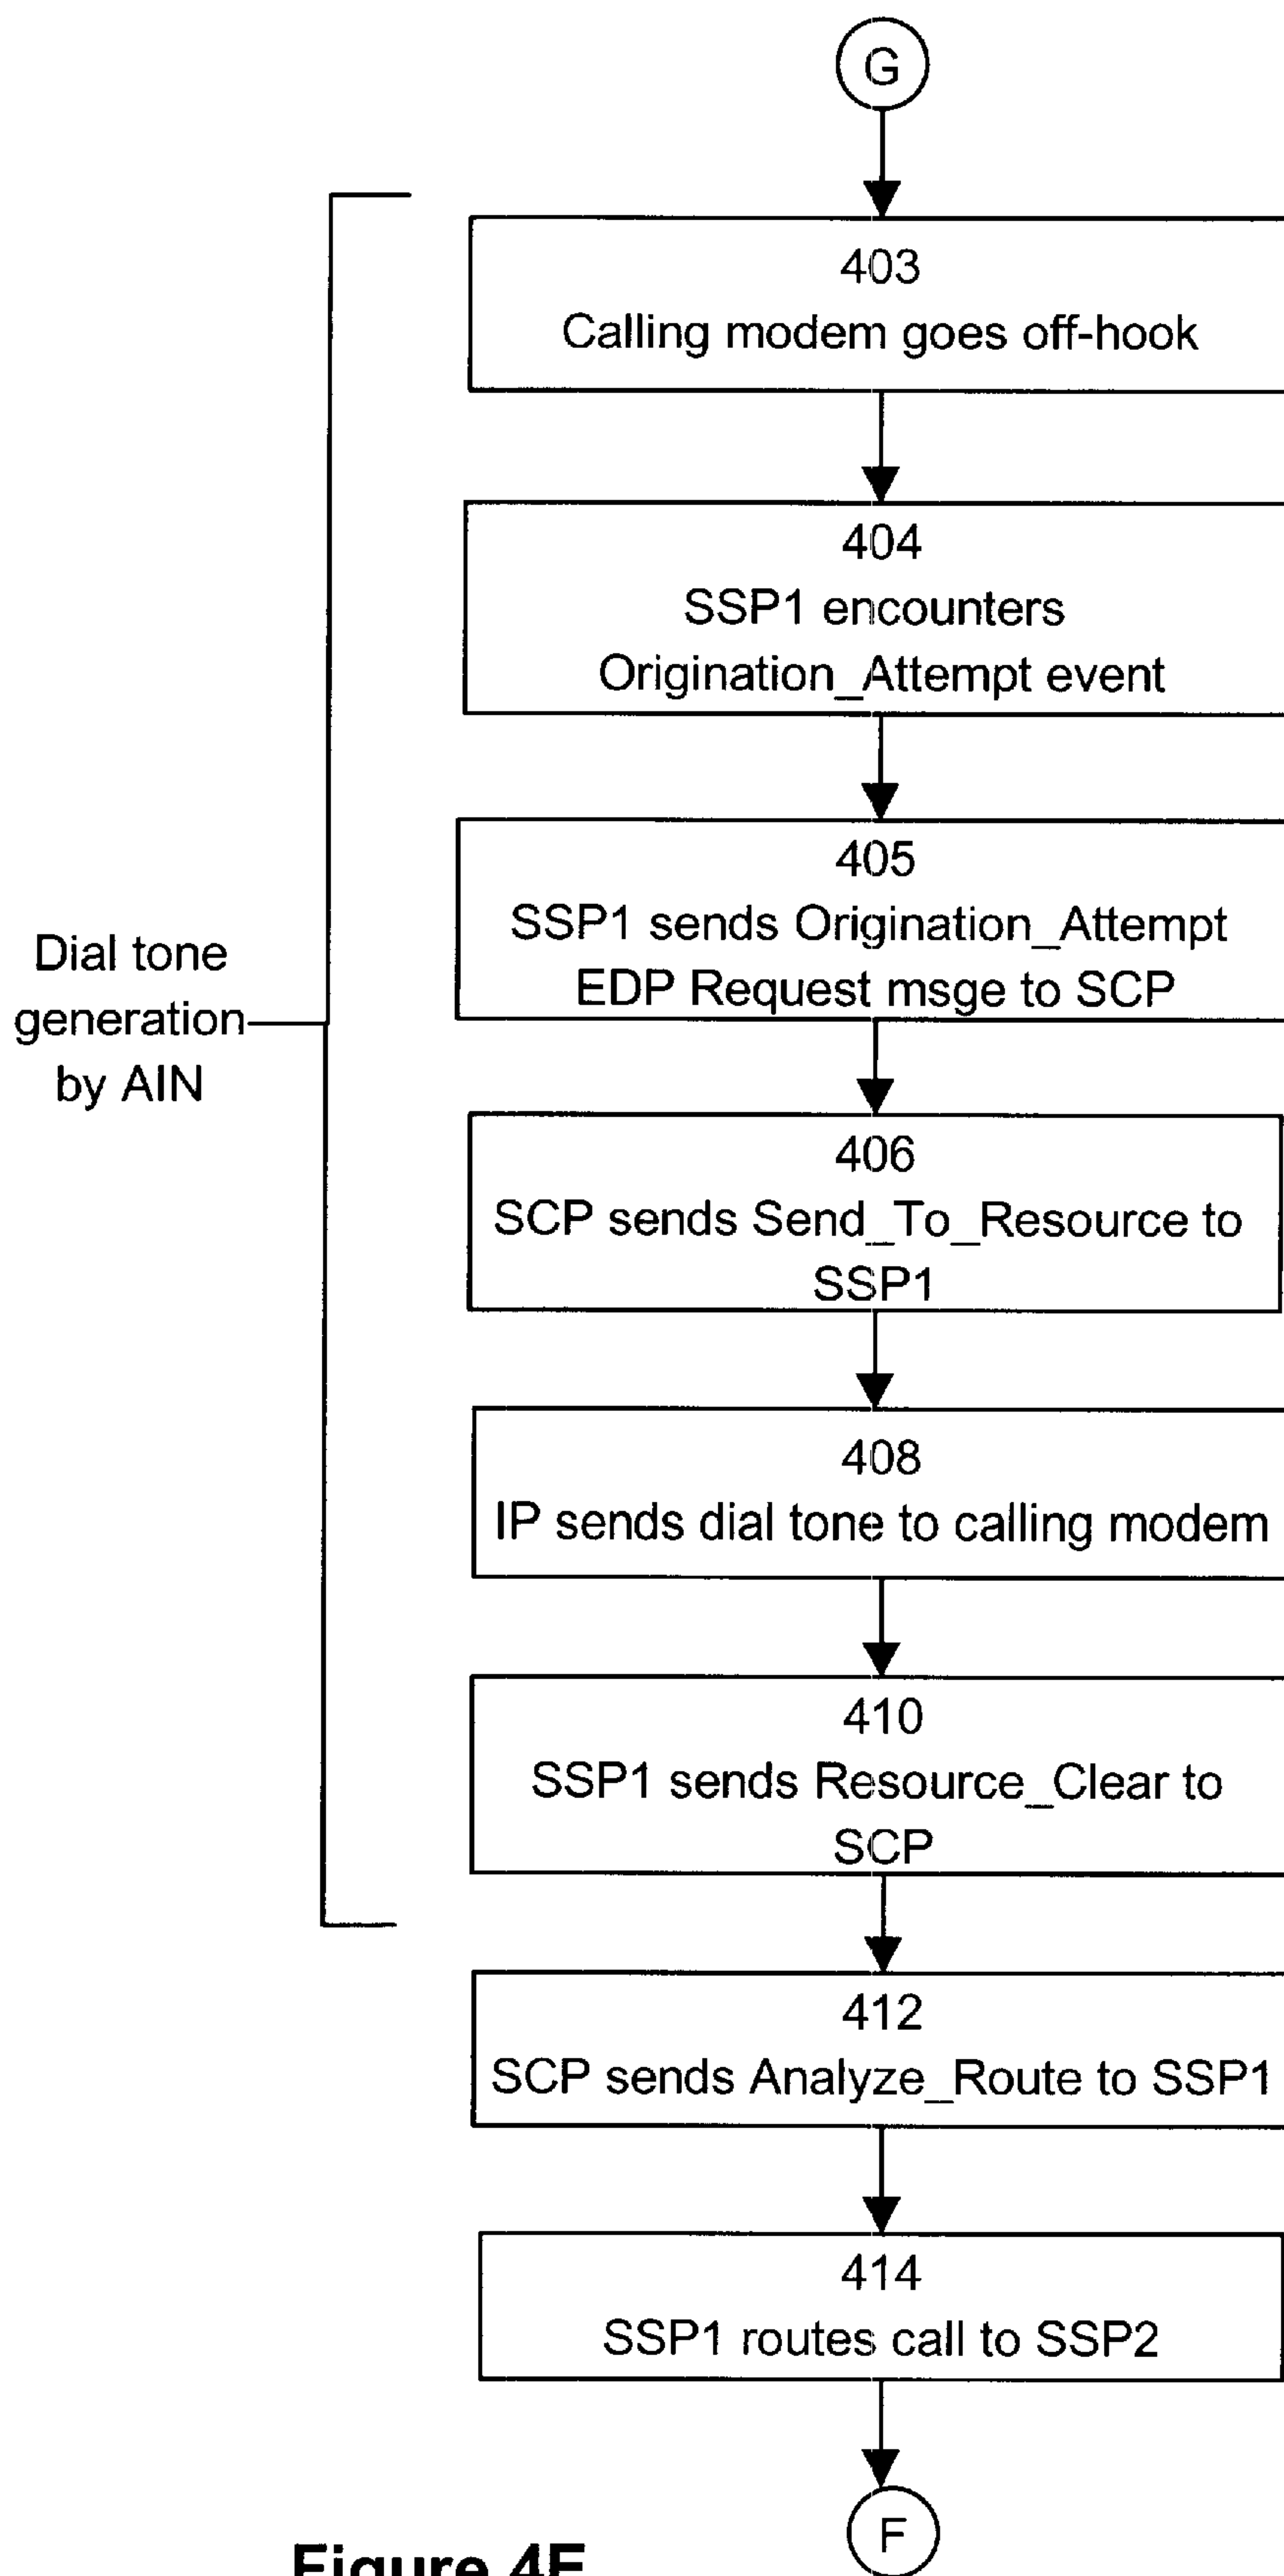 G
403
Calling modem goes off-hook
404
SSP1 encounters
Origination_Attempt event
405
SSP1 sends Origination_Attempt
EDP Request msge to SCP
Dial tone
generation
by AIN
406
SCP sends Send_To_Resource to
SSP1
408
IP sends dial tone to calling modem
410
SSP1 sends Resource_Clear to
SCP
412
SCP sends Analyze_Route to SSP1
414
SSP1 routes call to SSP2
F
Figure